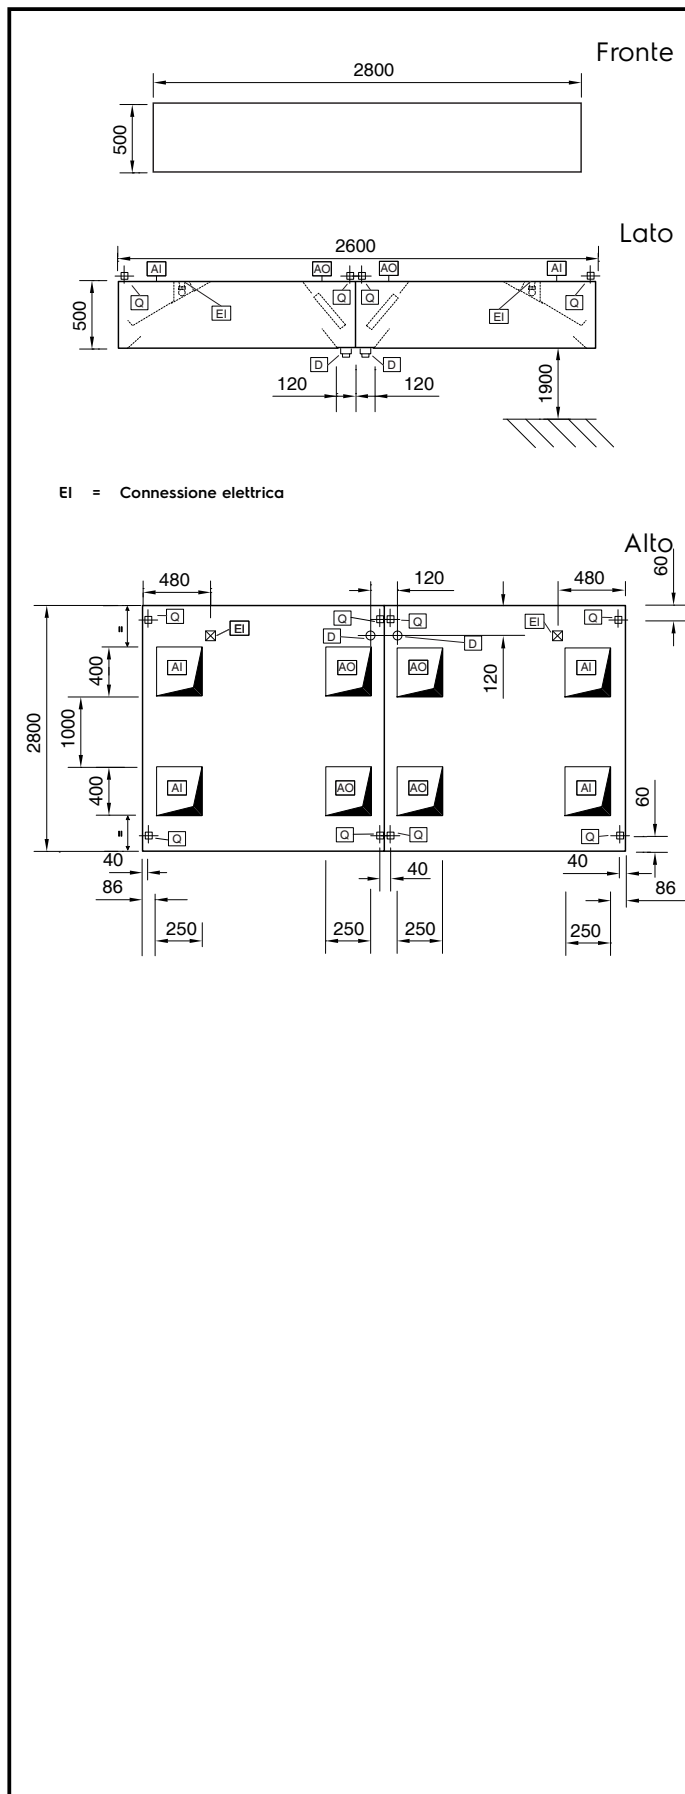 Fronte
2800
500
Lato
2600
AI AO AO AI
Q Q Q Q
EI EI
500
D D
120 120
1900
EI = Connessione elettrica
Alto
480 120 480 60
Q Q Q Q
= EI D D EI
400 AI AO AO AI 120
2800 1000
400 AI AO AO AI 60
= Q Q Q Q
40 40 40
86 86
250 250 250 250